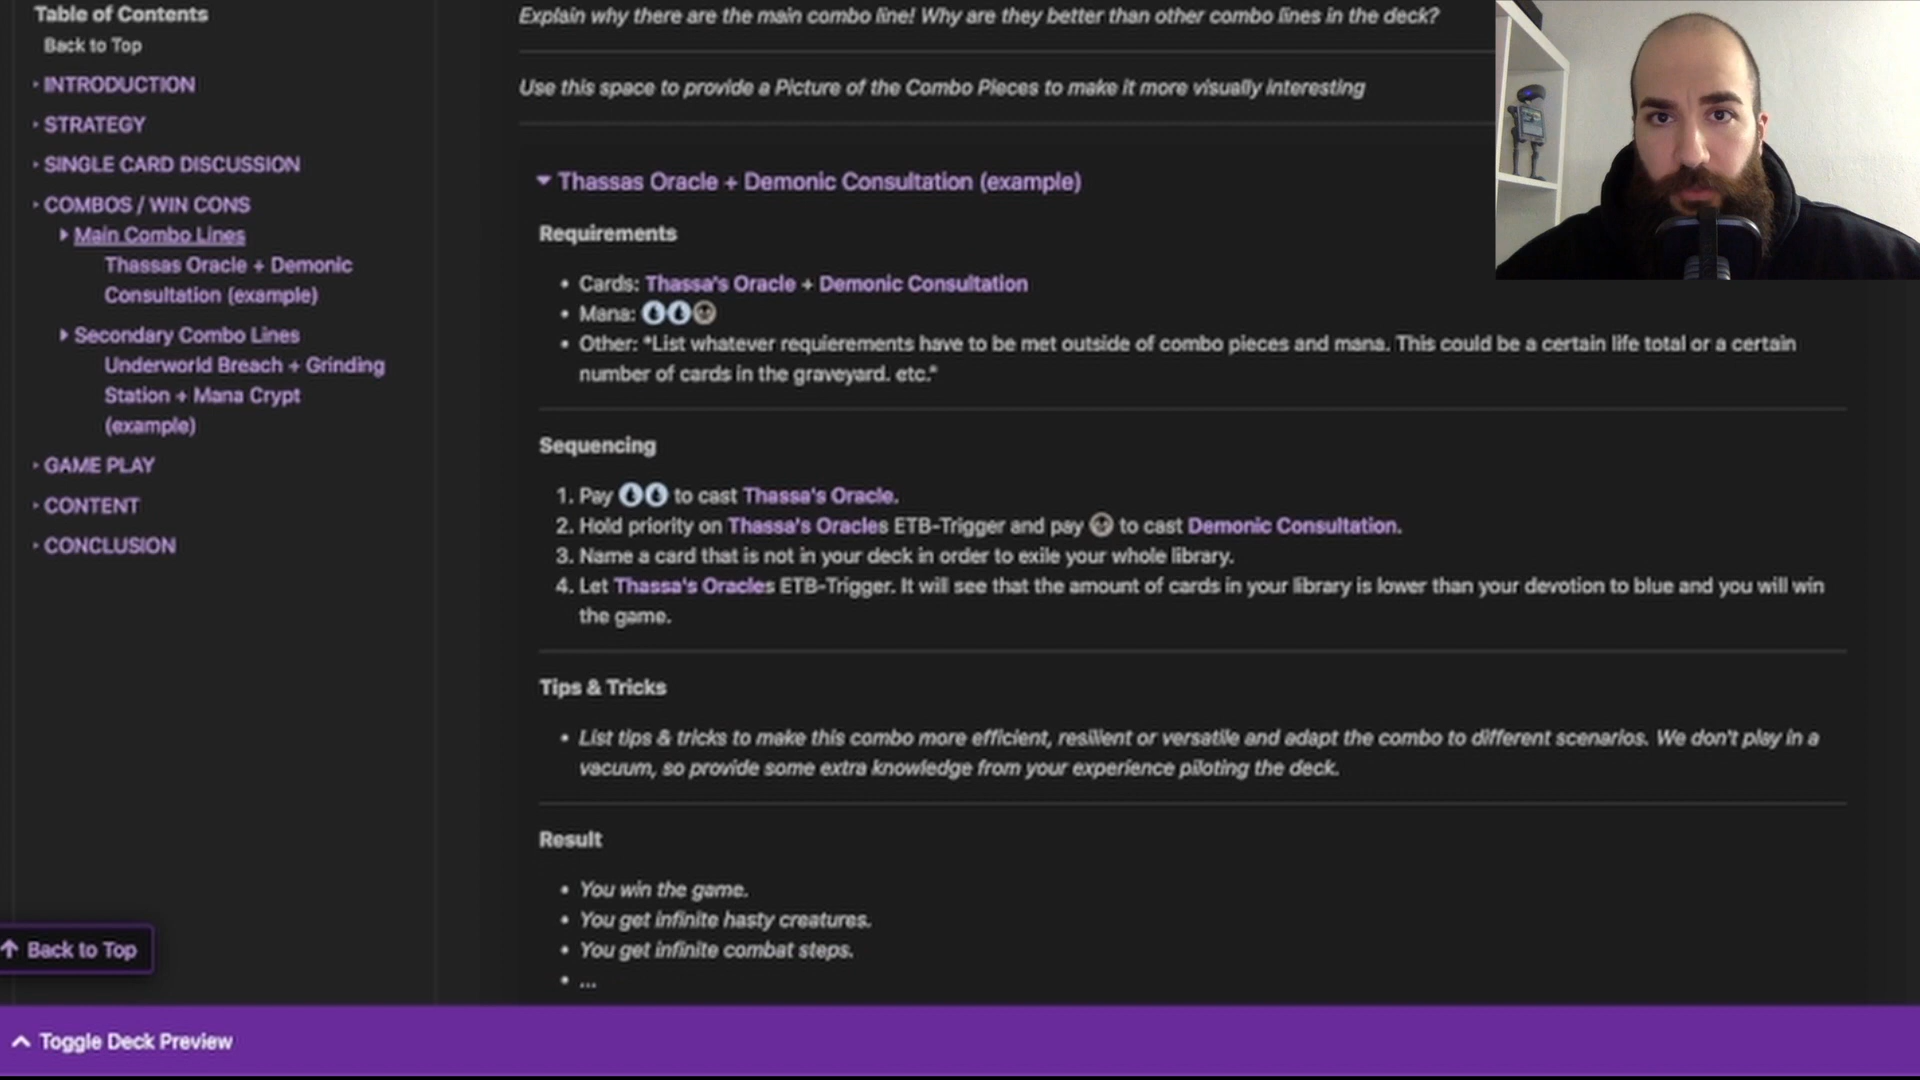 Table of Contents
Back to Top
INTRODUCTION
STRATEGY
SINGLE CARD DISCUSSION
COMBOS / WIN CONS
Main Combo Lines
Thassas Oracle + Demonic
Consultation (example)
Secondary Combo Lines
Underworld Breach + Grinding
Station + Mana Crypt
(example)
GAME PLAY
CONTENT
CONCLUSION
Back to Top
Explain why there are the main combo line! Why are they better than other combo lines in the deck?
Use this space to provide a Picture of the Combo Pieces to make it more visually interesting
Thassas Oracle + Demonic Consultation (example)
Requirements
• Cards: Thassa's Oracle + Demonic Consultation
• Mana:
• Other: *List whatever requierements have to be met outside of combo pieces and mana. This could be a certain life total or a certain
number of cards in the graveyard. etc.*
Sequencing
1. Pay to cast Thassa's Oracle.
2. Hold priority on Thassa's Oracles ETB-Trigger and pay to cast Demonic Consultation.
3. Name a card that is not in your deck in order to exile your whole library.
4. Let Thassa's Oracles ETB-Trigger. It will see that the amount of cards in your library is lower than your devotion to blue and you will win
the game.
Tips & Tricks
• List tips & tricks to make this combo more efficient, resilient or versatile and adapt the combo to different scenarios. We don't play in a
vacuum, so provide some extra knowledge from your experience piloting the deck.
Result
• You win the game.
• You get infinite hasty creatures.
• You get infinite combat steps.
• ...
Toggle Deck Preview